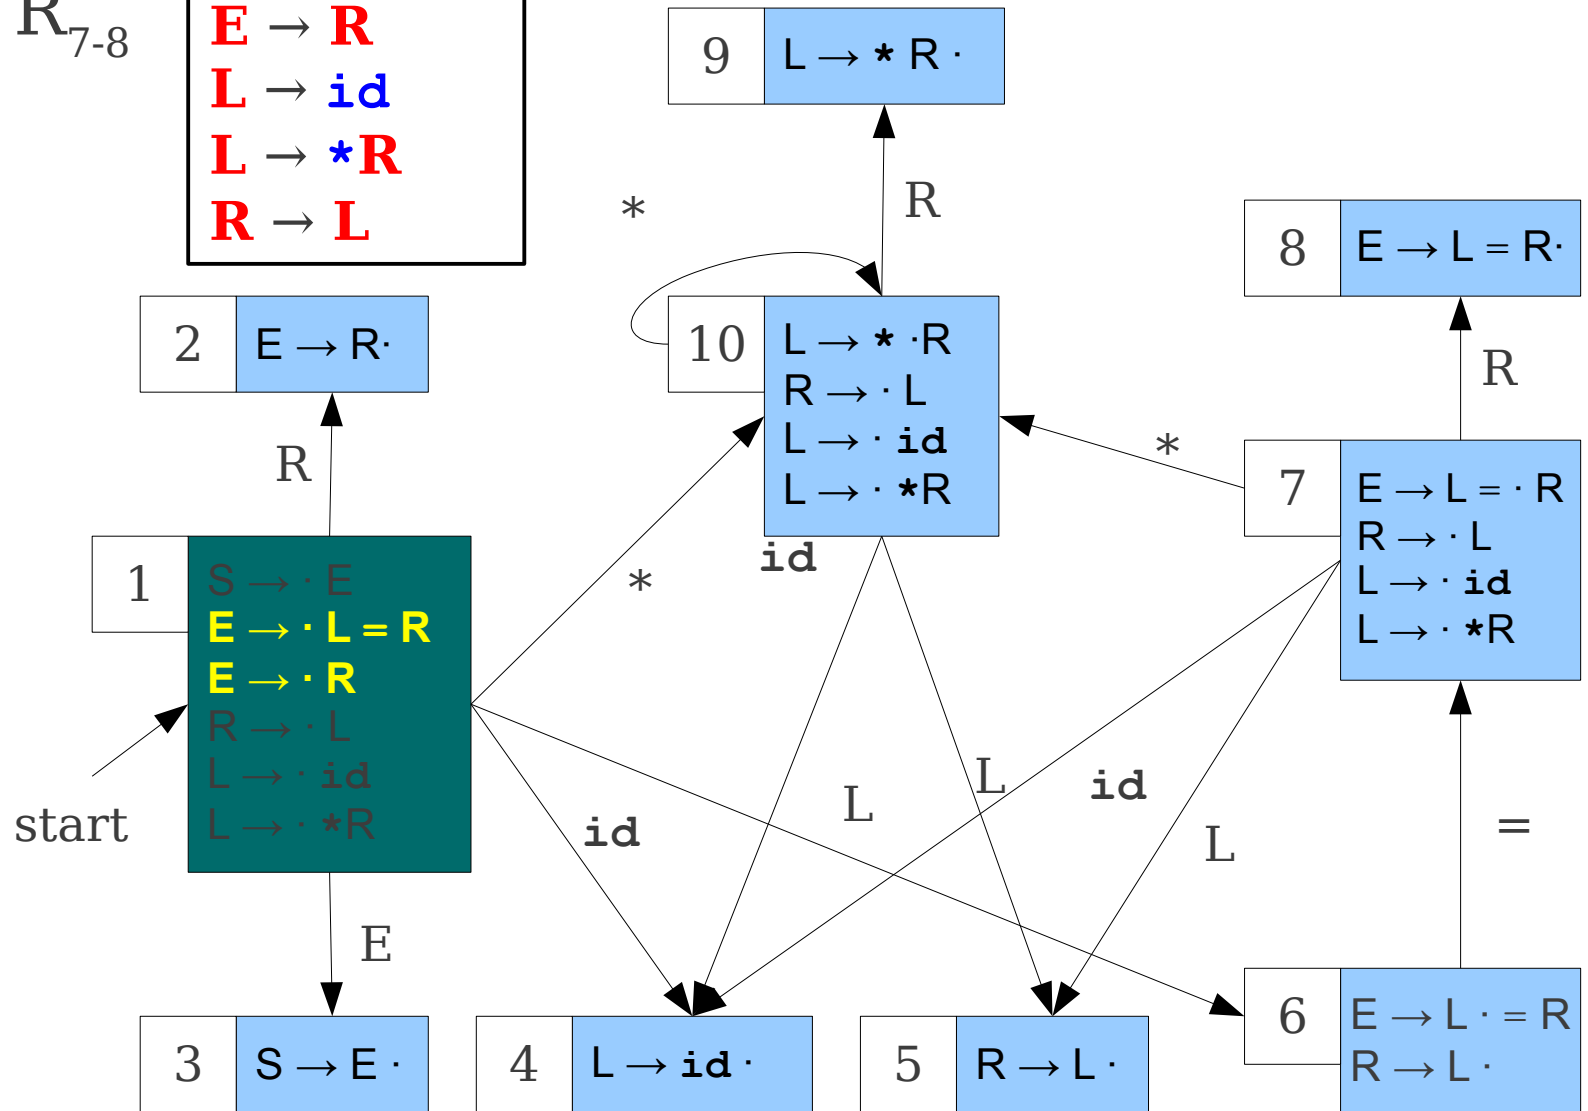 R7-8
E → R
L → id
L → *R
R → L
9
L → * R ·
*
R
8
E → L = R·
2
E → R·
10
L → * ·R
R → · L
L → · id
L → · *R
R
R
*
7
E → L = · R
R → · L
L → · id
L → · *R
1
S → · E
E → · L = R
E → · R
R → · L
L → · id
L → · *R
id
*
start
id
L
L
id
L
=
E
3
S → E ·
4
L → id ·
5
R → L ·
6
E → L · = R
R → L ·